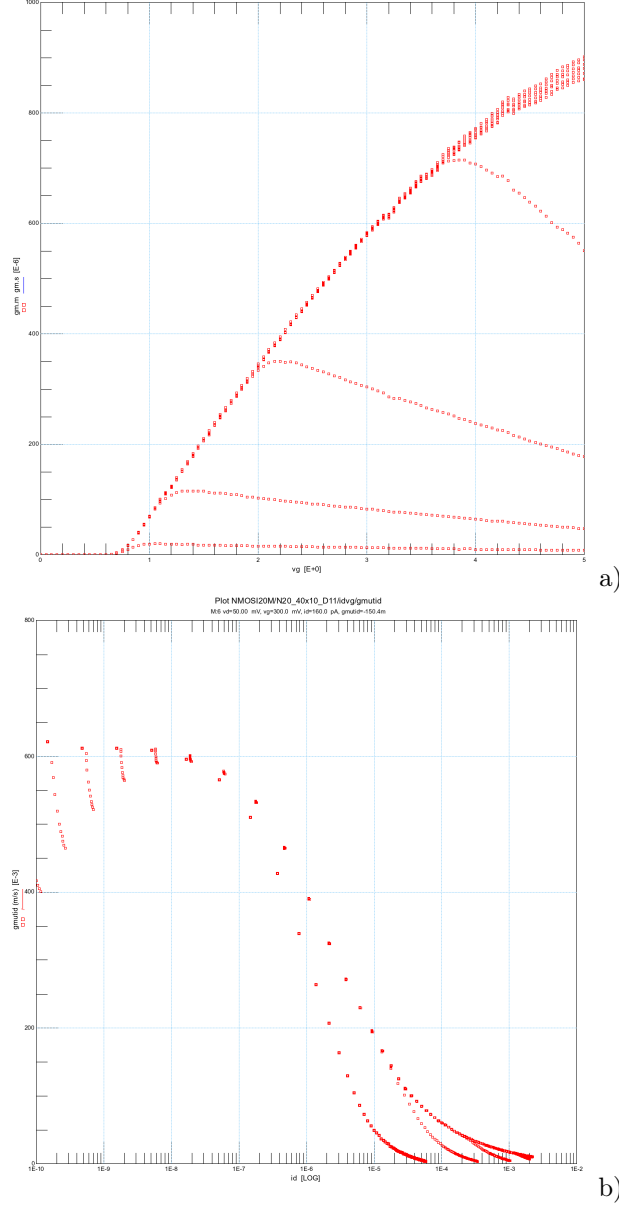 1000
800
600
400
200
0
gm.m gm.s [E-6]
0
1
2
3
4
5
vg [E+0]
a)
Plot NMOSI20M/N20_40x10_D11/idvg/gmutid
M:6 vd=50.00 mV, vg=300.0 mV, id=160.0 pA, gmutid=-150.4m
800
600
400
200
0
gmutid (m/s) [E-3]
1E-10
1E-9
1E-8
1E-7
1E-6
1E-5
1E-4
1E-3
1E-2
id [LOG]
b)